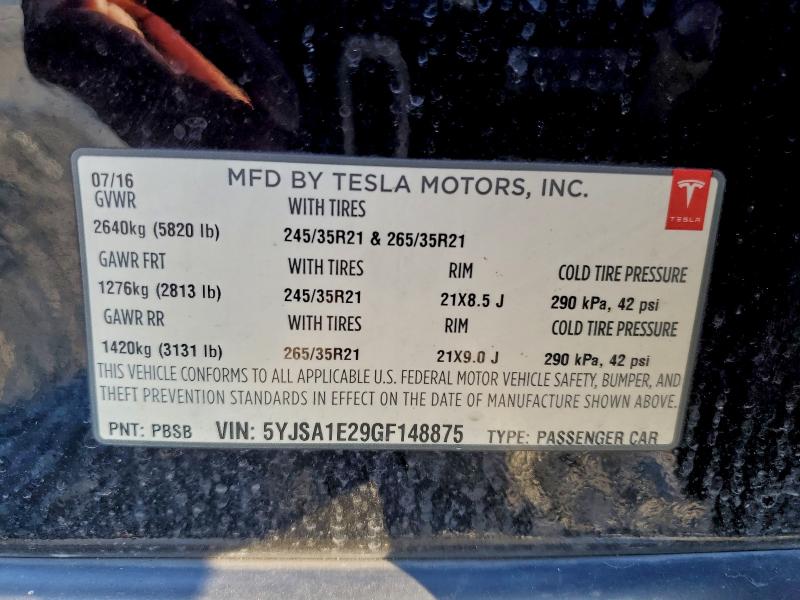 07/16 MFD BY TESLA MOTORS, INC.
TESLA
GVWR WITH TIRES
2640kg (5820 lb) 245/35R21 & 265/35R21
GAWR FRT WITH TIRES RIM COLD TIRE PRESSURE
1276kg (2813 lb) 245/35R21 21X8.5 J 290 kPa, 42 psi
GAWR RR WITH TIRES RIM COLD TIRE PRESSURE
1420kg (3131 lb) 265/35R21 21X9.0 J 290 kPa, 42 psi
THIS VEHICLE CONFORMS TO ALL APPLICABLE U.S. FEDERAL MOTOR VEHICLE SAFETY, BUMPER, AND
THEFT PREVENTION STANDARDS IN EFFECT ON THE DATE OF MANUFACTURE SHOWN ABOVE.
PNT: PBSB VIN: 5YJSA1E29GF148875 TYPE: PASSENGER CAR